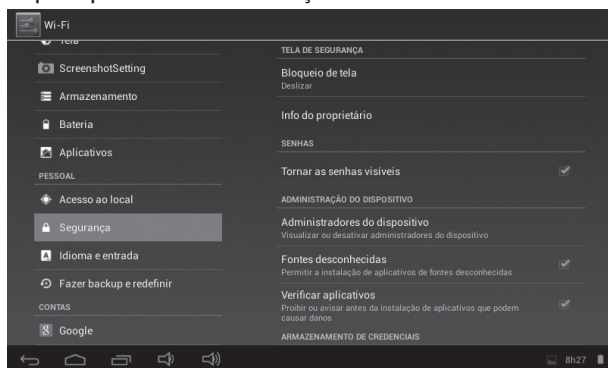 Wi-Fi
Tela
ScreenshotSetting
Armazenamento
Bateria
Aplicativos
PESSOAL
Acesso ao local
Segurança
Idioma e entrada
Fazer backup e redefinir
CONTAS
Google
TELA DE SEGURANÇA
Bloqueio de tela
Deslizar
Info do proprietário
SENHAS
Tornar as senhas visíveis
ADMINISTRAÇÃO DO DISPOSITIVO
Administradores do dispositivo
Visualizar ou desativar administradores do dispositivo
Fontes desconhecidas
Permitir a instalação de aplicativos de fontes desconhecidas
Verificar aplicativos
Proibir ou avisar antes da instalação de aplicativos que podem
causar danos
ARMAZENAMENTO DE CREDENCIAIS
8h27